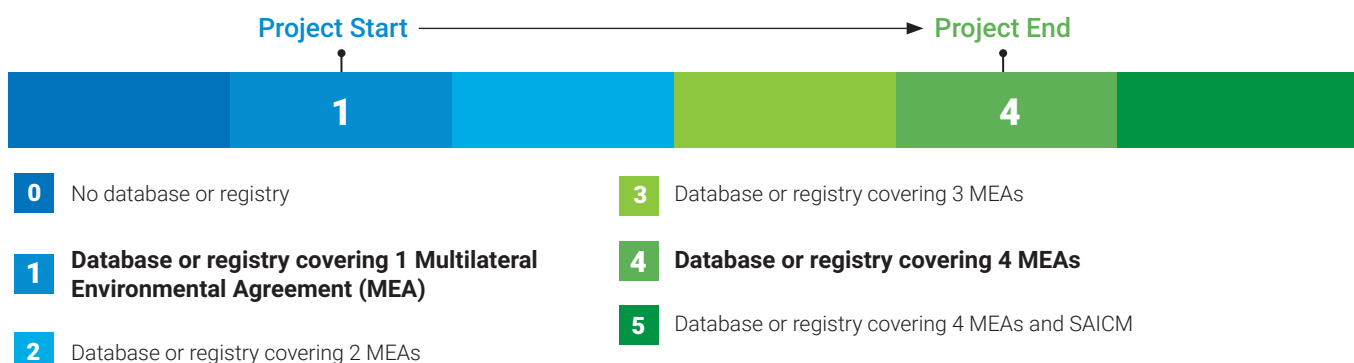 Project Start
Project End
1
4
0 No database or registry
1 Database or registry covering 1 Multilateral
Environmental Agreement (MEA)
2 Database or registry covering 2 MEAs
3 Database or registry covering 3 MEAs
4 Database or registry covering 4 MEAs
5 Database or registry covering 4 MEAs and SAICM